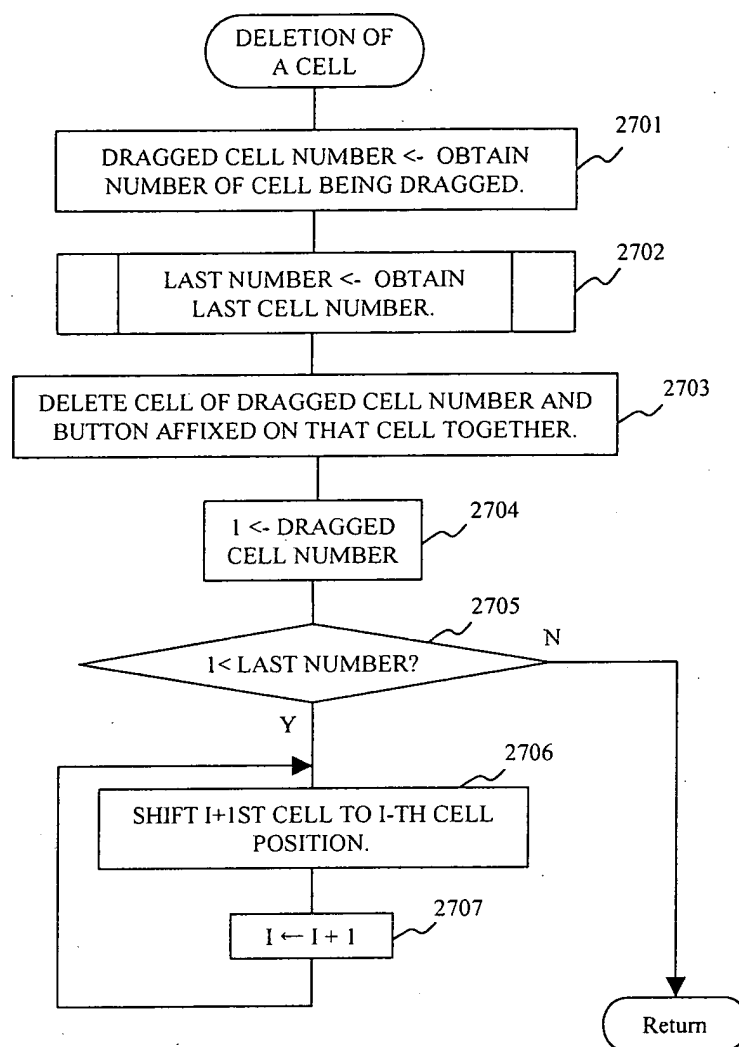 DELETION OF
A CELL
2701
DRAGGED CELL NUMBER <- OBTAIN
NUMBER OF CELL BEING DRAGGED.
2702
LAST NUMBER <- OBTAIN
LAST CELL NUMBER.
2703
DELETE CELL OF DRAGGED CELL NUMBER AND
BUTTON AFFIXED ON THAT CELL TOGETHER.
2704
1 <- DRAGGED
CELL NUMBER
2705
1< LAST NUMBER?
N
Y
2706
SHIFT I+1ST CELL TO I-TH CELL
POSITION.
2707
I ← I + 1
Return